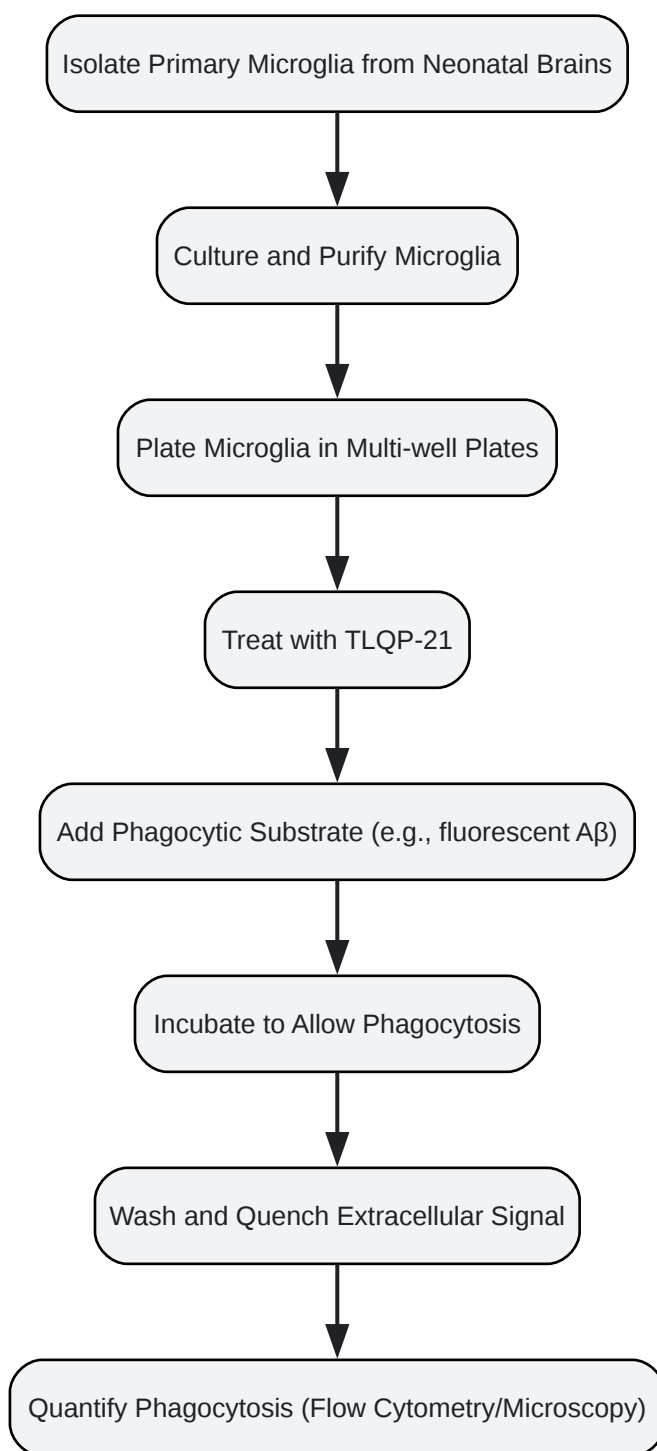 Isolate Primary Microglia from Neonatal Brains
Culture and Purify Microglia
Plate Microglia in Multi-well Plates
Treat with TLQP-21
Add Phagocytic Substrate (e.g., fluorescent Aβ)
Incubate to Allow Phagocytosis
Wash and Quench Extracellular Signal
Quantify Phagocytosis (Flow Cytometry/Microscopy)